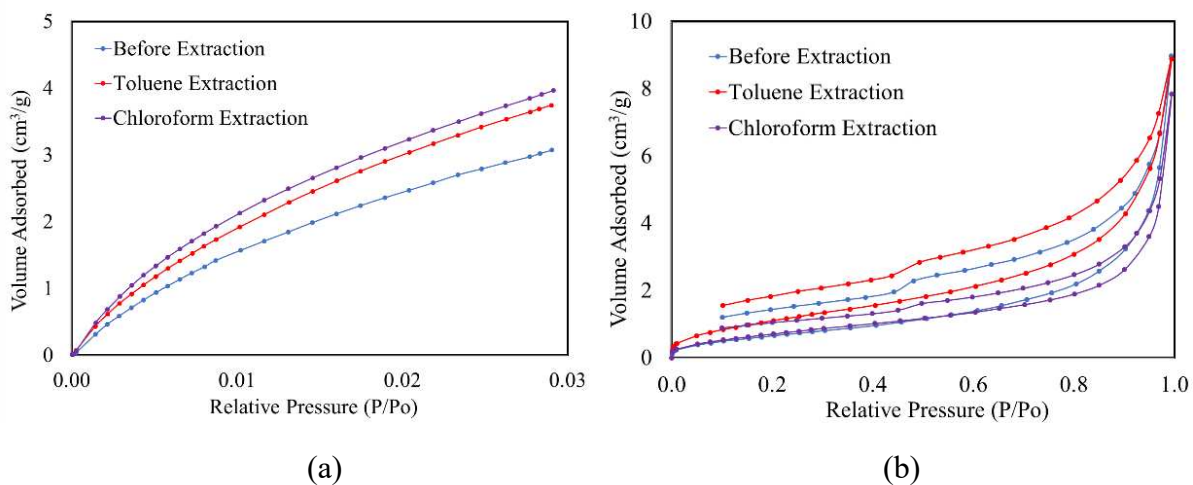 5
4
3
2
1
0
Volume Adsorbed (cm³/g)
Before Extraction
Toluene Extraction
Chloroform Extraction
0.00 0.01 0.02 0.03
Relative Pressure (P/Po)
(a)
10
8
6
4
2
0
Volume Adsorbed (cm³/g)
Before Extraction
Toluene Extraction
Chloroform Extraction
0.0 0.2 0.4 0.6 0.8 1.0
Relative Pressure (P/Po)
(b)